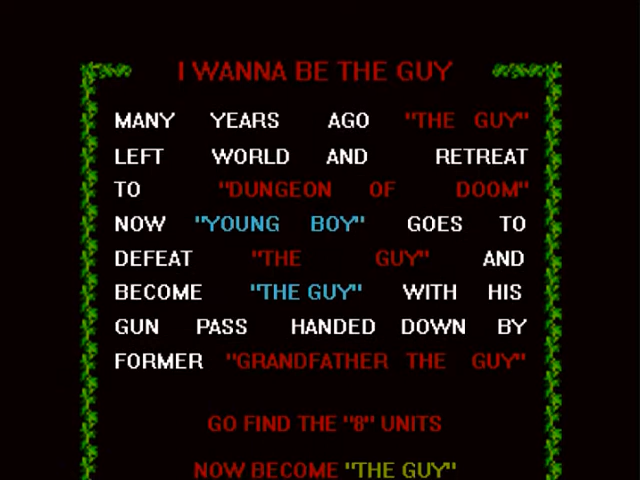 I WANNA BE THE GUY
MANY YEARS AGO "THE GUY"
LEFT WORLD AND RETREAT
TO "DUNGEON OF DOOM"
NOW "YOUNG BOY" GOES TO
DEFEAT "THE GUY" AND
BECOME "THE GUY" WITH HIS
GUN PASS HANDED DOWN BY
FORMER "GRANDFATHER THE GUY"
GO FIND THE "8" UNITS
NOW BECOME "THE GUY"